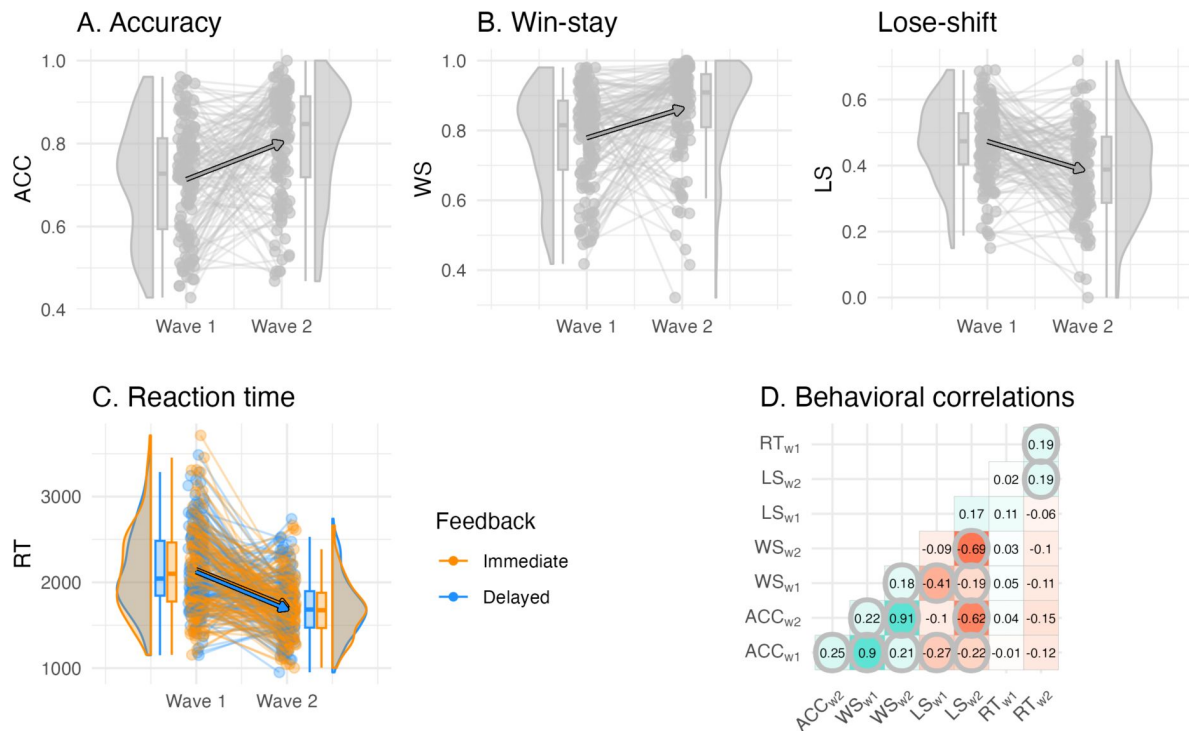 A. Accuracy
B. Win-stay
Lose-shift
1.0
0.8
0.6
0.4
ACC
Wave 1 Wave 2
1.0
0.8
0.6
0.4
WS
Wave 1 Wave 2
0.6
0.4
0.2
0.0
LS
Wave 1 Wave 2
C. Reaction time
3000
2000
1000
RT
Wave 1 Wave 2
Feedback
Immediate
Delayed
D. Behavioral correlations
RTw1 0.19
LSw2 0.02 0.19
LSw1 0.17 0.11 -0.06
WSw2 -0.09 -0.69 0.03 -0.1
WSw1 0.18 -0.41 -0.19 0.05 -0.11
ACCw2 0.22 0.91 -0.1 -0.62 0.04 -0.15
ACCw1 0.25 0.9 0.21 -0.27 -0.22 -0.01 -0.12
ACCw2 WSw1 WSw2 LSw1 LSw2 RTw1 RTw2